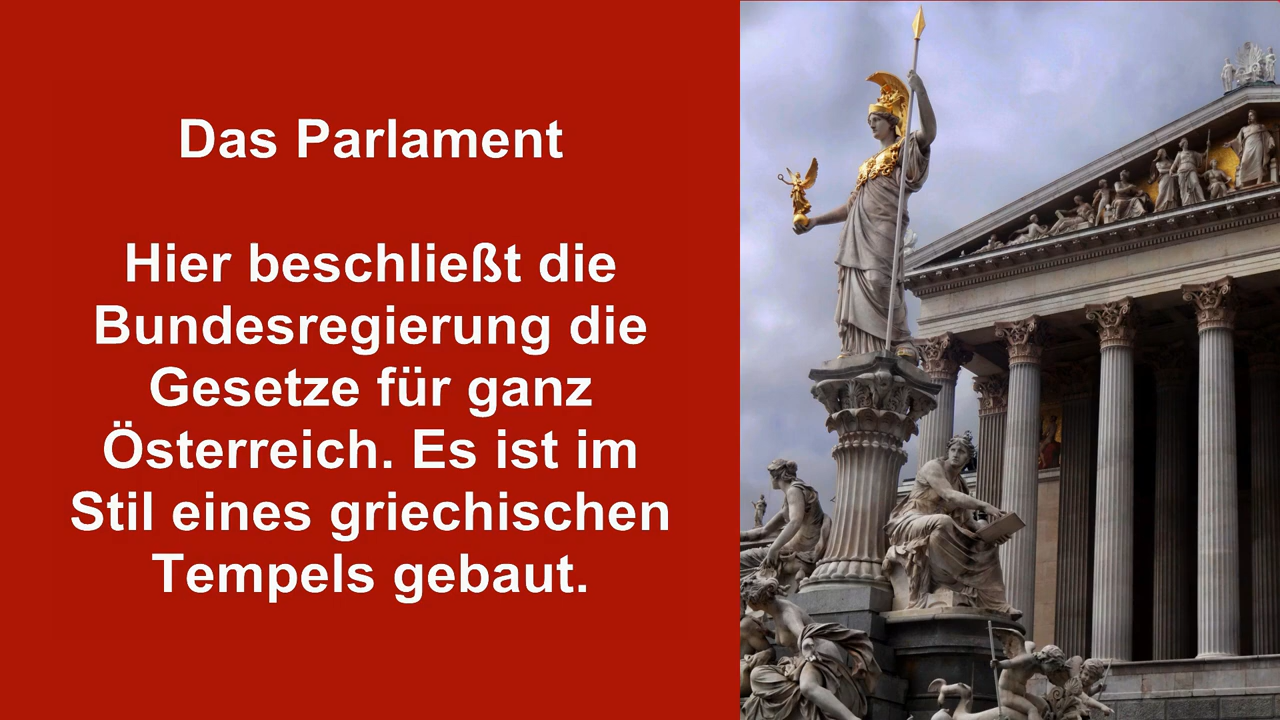 Das Parlament
Hier beschließt die
Bundesregierung die
Gesetze für ganz
Österreich. Es ist im
Stil eines griechischen
Tempels gebaut.